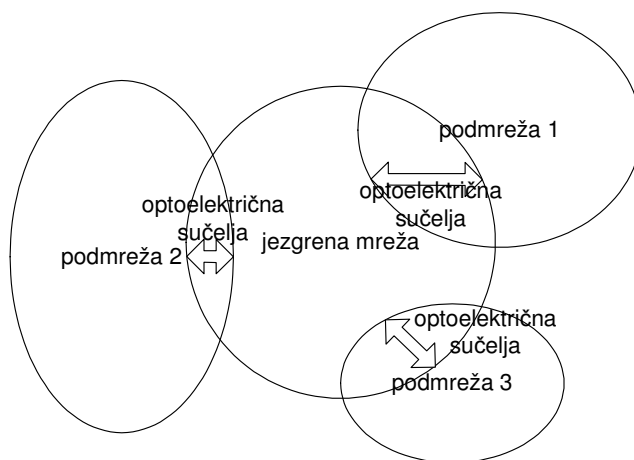 podmreža 1
optoelektrična
sučelja
optoelektrična
sučelja
jezgrena mreža
podmreža 2
optoelektrična
sučelja
podmreža 3